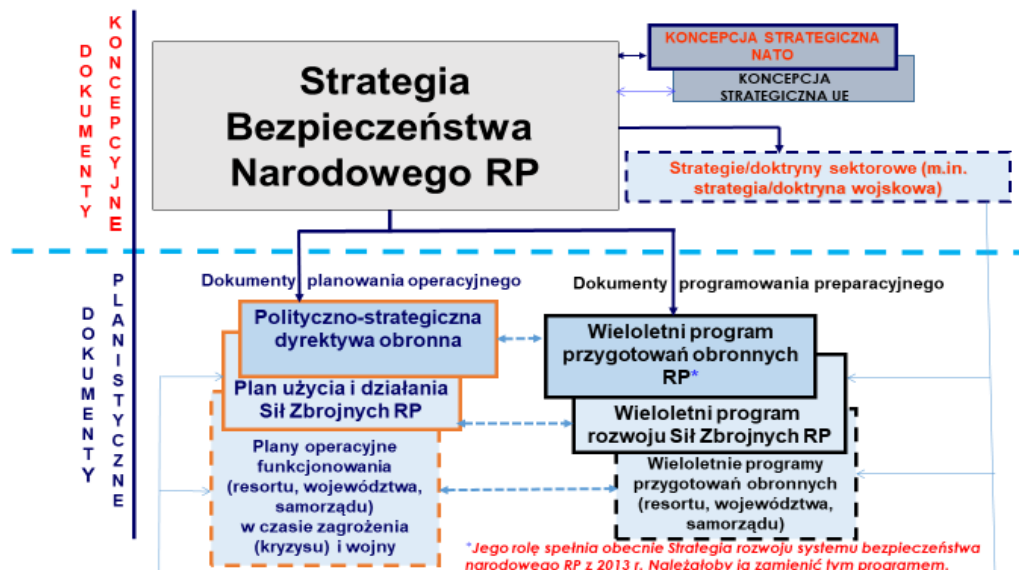 DOKUMENTY
KONCEPCYJNE
Strategia
Bezpieczeństwa
Narodowego RP
KONCEPCJA STRATEGICZNA
NATO
KONCEPCJA
STRATEGICZNA UE
Strategie/doktryny sektorowe (m.in.
strategia/doktryna wojskowa)
DOKUMENTY
PLANISTYCZNE
Dokumenty planowania operacyjnego
Polityczno-strategiczna
dyrektywa obronna
Plan użycia i działania
Sił Zbrojnych RP
Plany operacyjne
funkcjonowania
(resortu, województwa,
samorządu)
w czasie zagrożenia
(kryzysu) i wojny
Dokumenty programowania preparacyjnego
Wieloletni program
przygotowań obronnych
RP*
Wieloletni program
rozwoju Sił Zbrojnych RP
Wieloletnie programy
przygotowań obronnych
(resortu, województwa,
samorządu)
*Jego rolę spełnia obecnie Strategia rozwoju systemu bezpieczeństwa
narodowego RP z 2013 r. Należałoby ją zamienić tym programem.